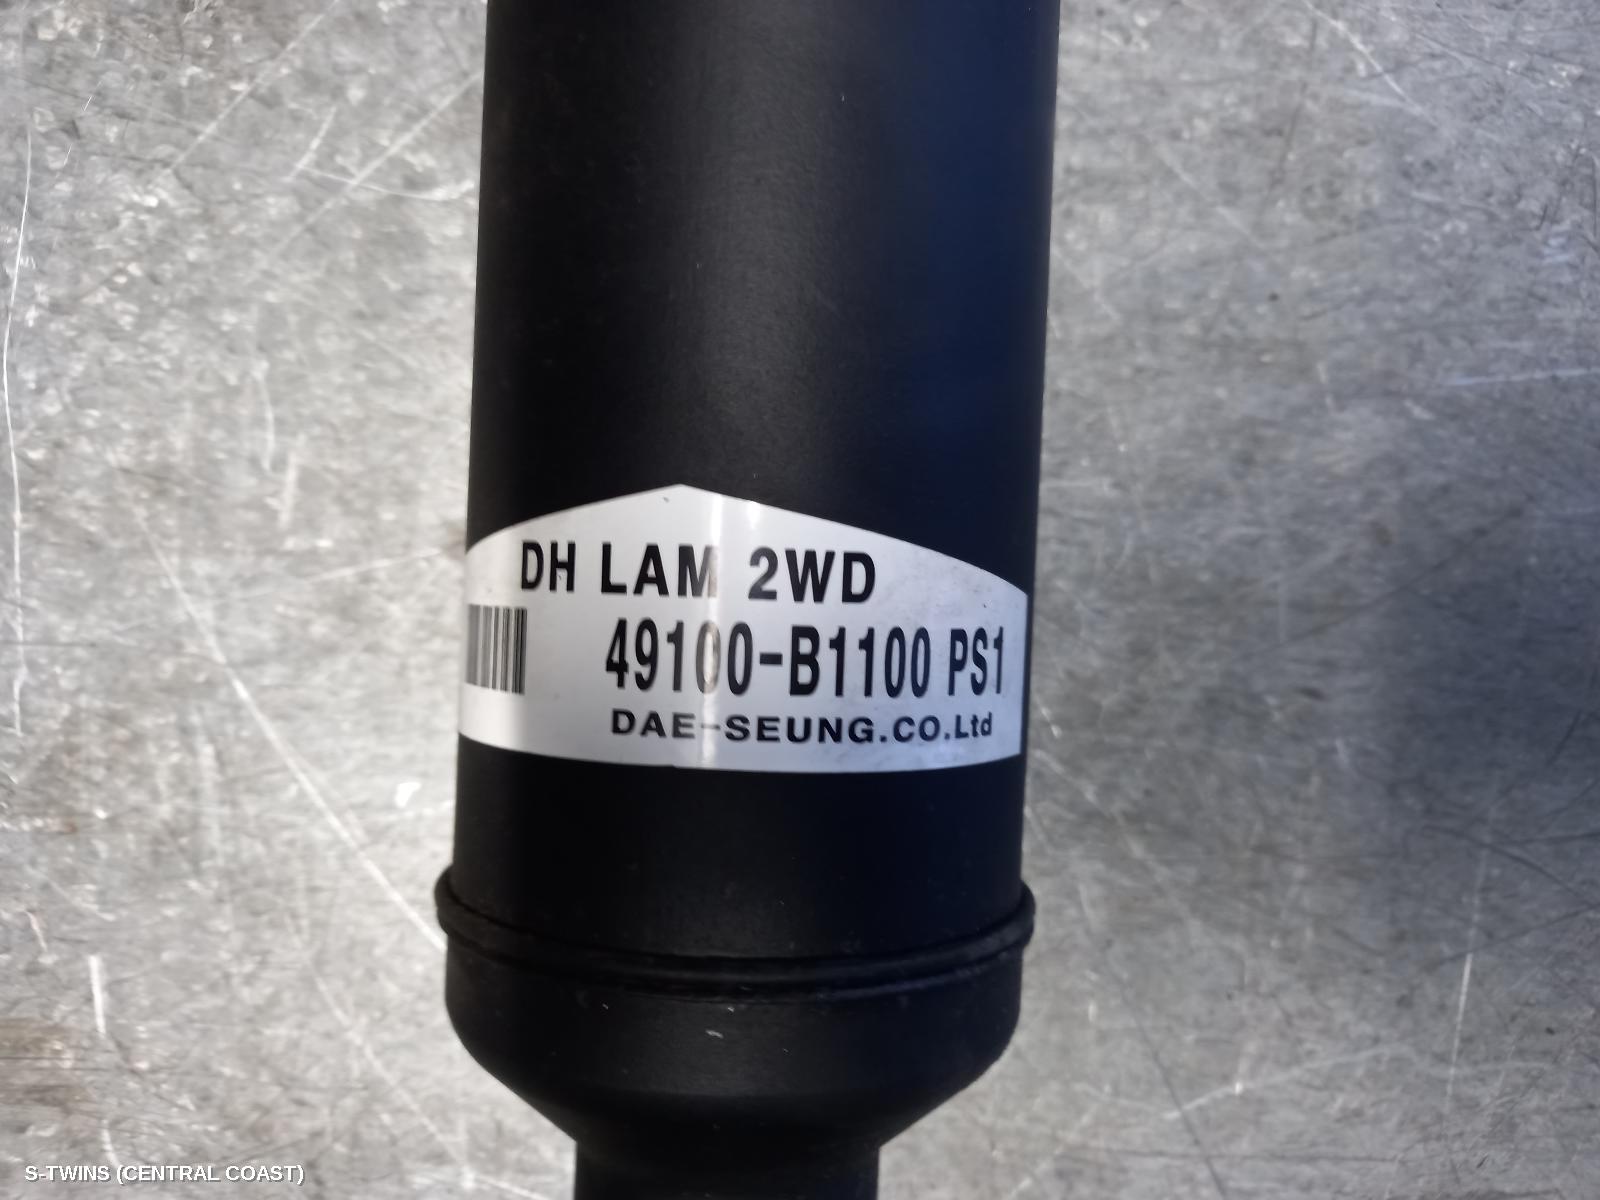 DH LAM 2WD
49100-B1100 PS1
DAE-SEUNG.CO.Ltd
S-TWINS (CENTRAL COAST)